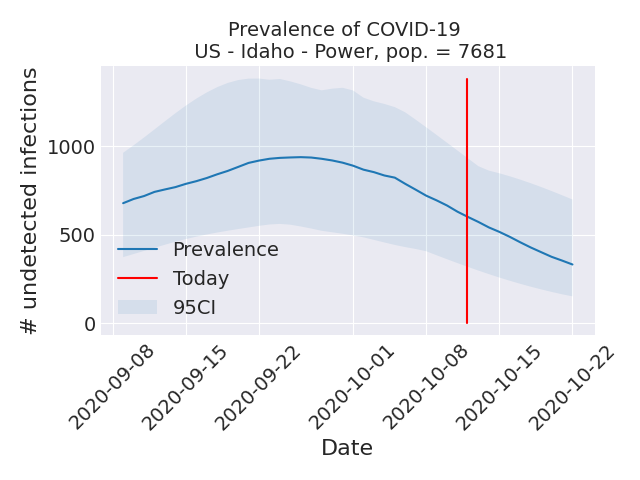 Prevalence of COVID-19
US - Idaho - Power, pop. = 7681
# undetected infections
1000
500
0
Prevalence
Today
95CI
2020-09-08
2020-09-15
2020-09-22
2020-10-01
2020-10-08
2020-10-15
2020-10-22
Date